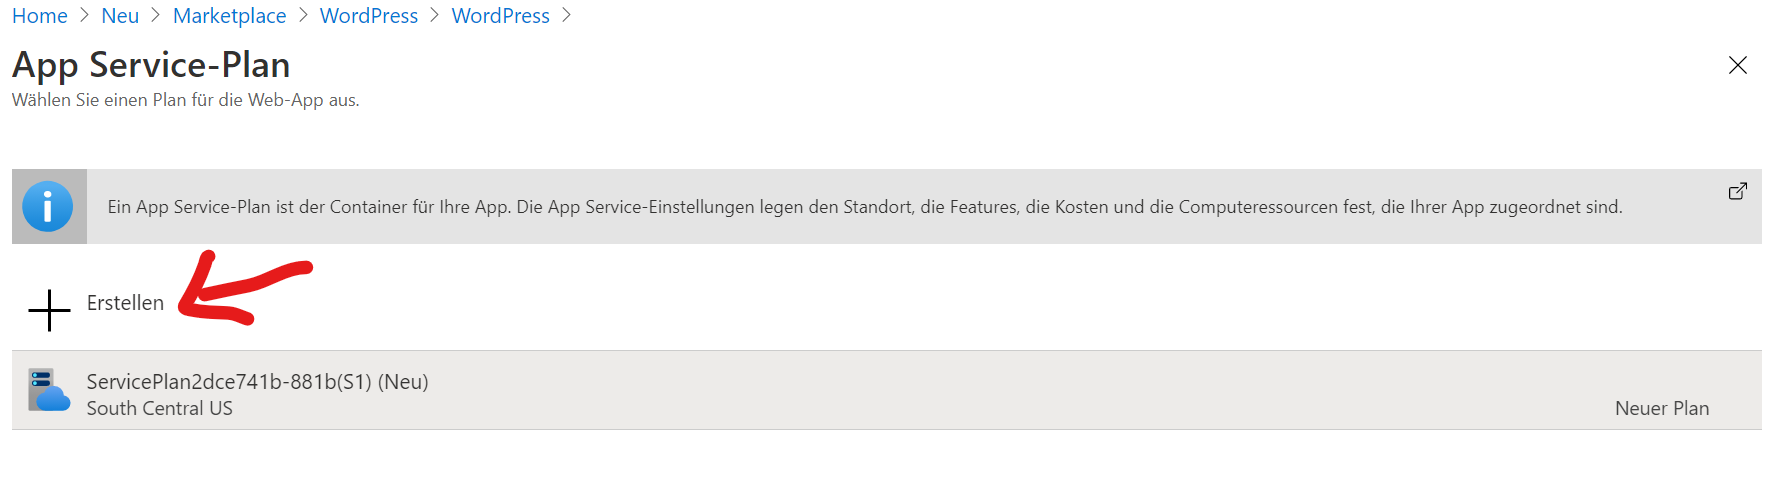 Home > Neu > Marketplace > WordPress > WordPress >
App Service-Plan
Wählen Sie einen Plan für die Web-App aus.
Ein App Service-Plan ist der Container für Ihre App. Die App Service-Einstellungen legen den Standort, die Features, die Kosten und die Computeressourcen fest, die Ihrer App zugeordnet sind.
Erstellen
ServicePlan2dce741b-881b(S1) (Neu)
South Central US
Neuer Plan